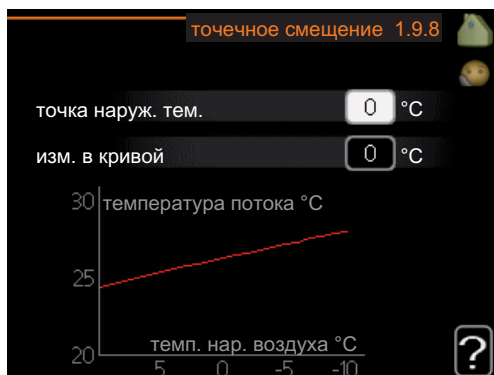 точечное смещение 1.9.8
точка наруж. тем. 0 °C
изм. в кривой 0 °C
30 температура потока °C
25
20 темп. нар. воздуха °C
5 0 -5 -10
?